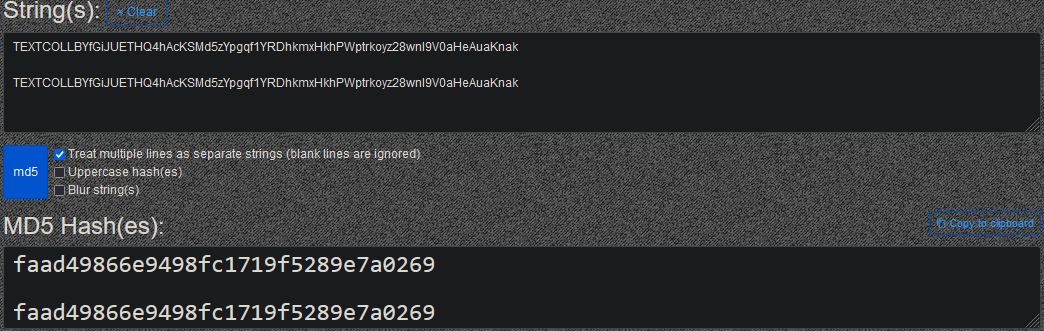 String(s): × Clear
TEXTCOLLBYfGiJUETHQ4hAcKSMd5zYpgqf1YRDhkmxHkhPWptrkoyz28wnI9V0aHeAuaKnak
TEXTCOLLBYfGiJUETHQ4hAcKSMd5zYpgqf1YRDhkmxHkhPWptrkoyz28wnI9V0aHeAuaKnak
md5
Treat multiple lines as separate strings (blank lines are ignored)
Uppercase hash(es)
Blur string(s)
MD5 Hash(es):
Copy to clipboard
faad49866e9498fc1719f5289e7a0269
faad49866e9498fc1719f5289e7a0269